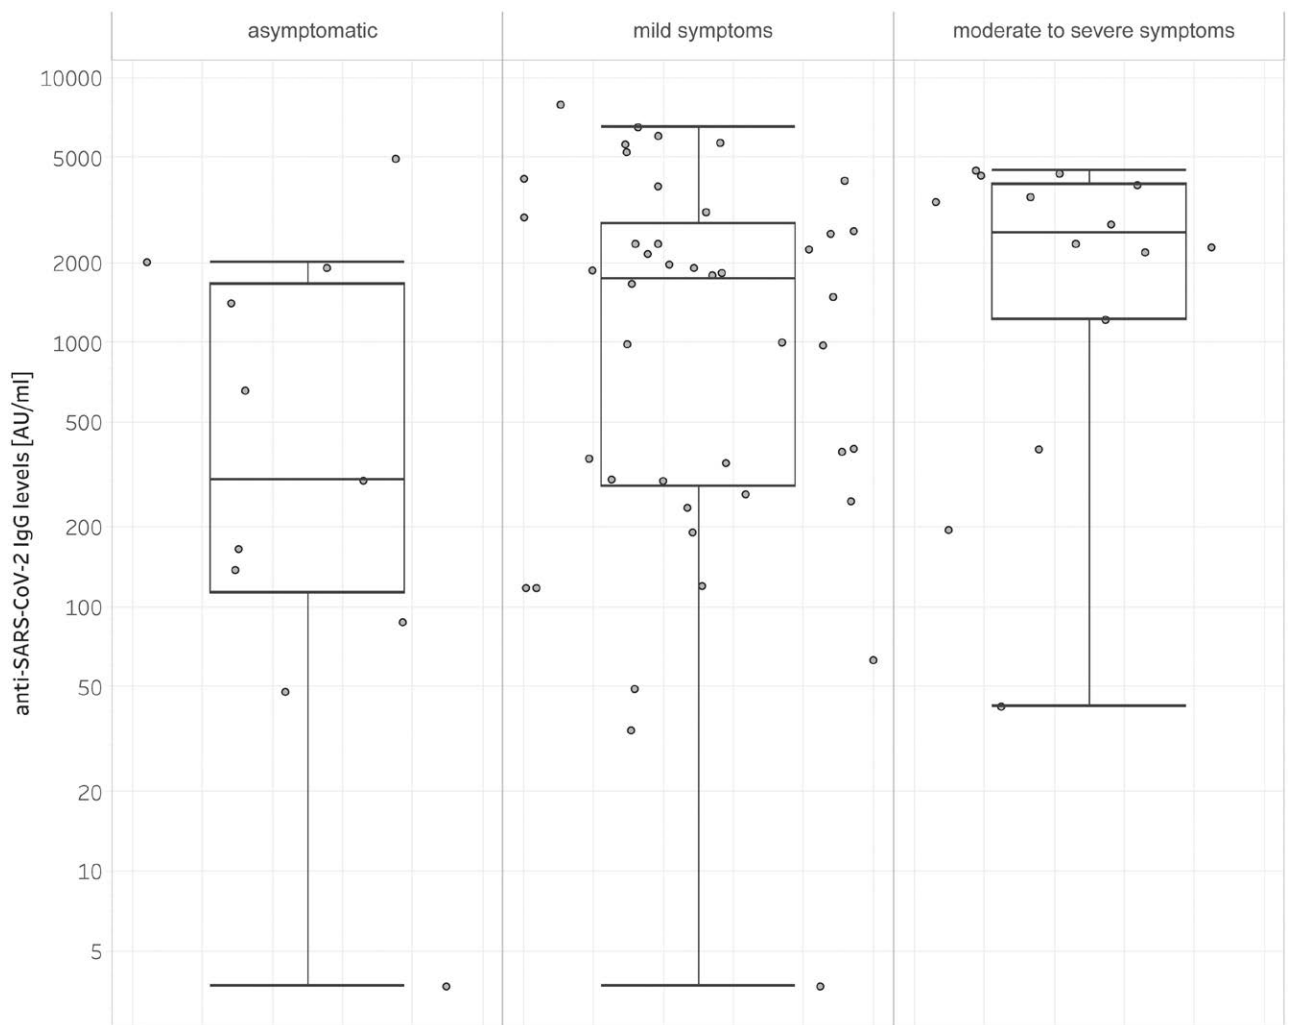 asymptomatic
mild symptoms
moderate to severe symptoms
10000
5000
2000
1000
500
200
100
50
20
10
5
anti-SARS-CoV-2 IgG levels [AU/ml]